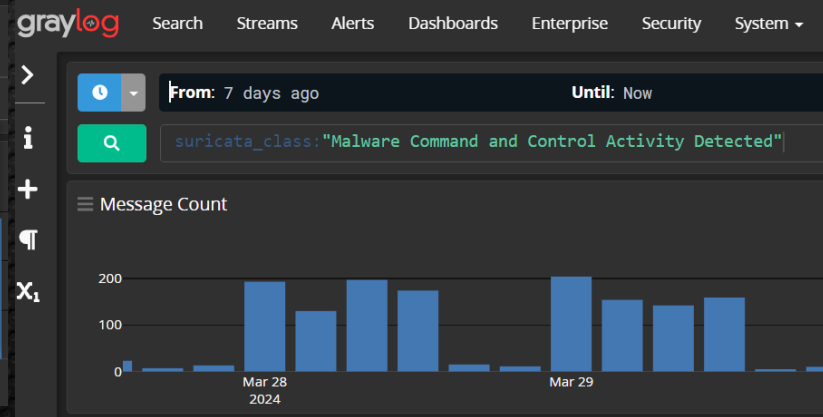 graylog Search Streams Alerts Dashboards Enterprise Security System
From: 7 days ago Until: Now
suricata_class:"Malware Command and Control Activity Detected"
Message Count
200
100
0
Mar 28 Mar 29
2024
X1